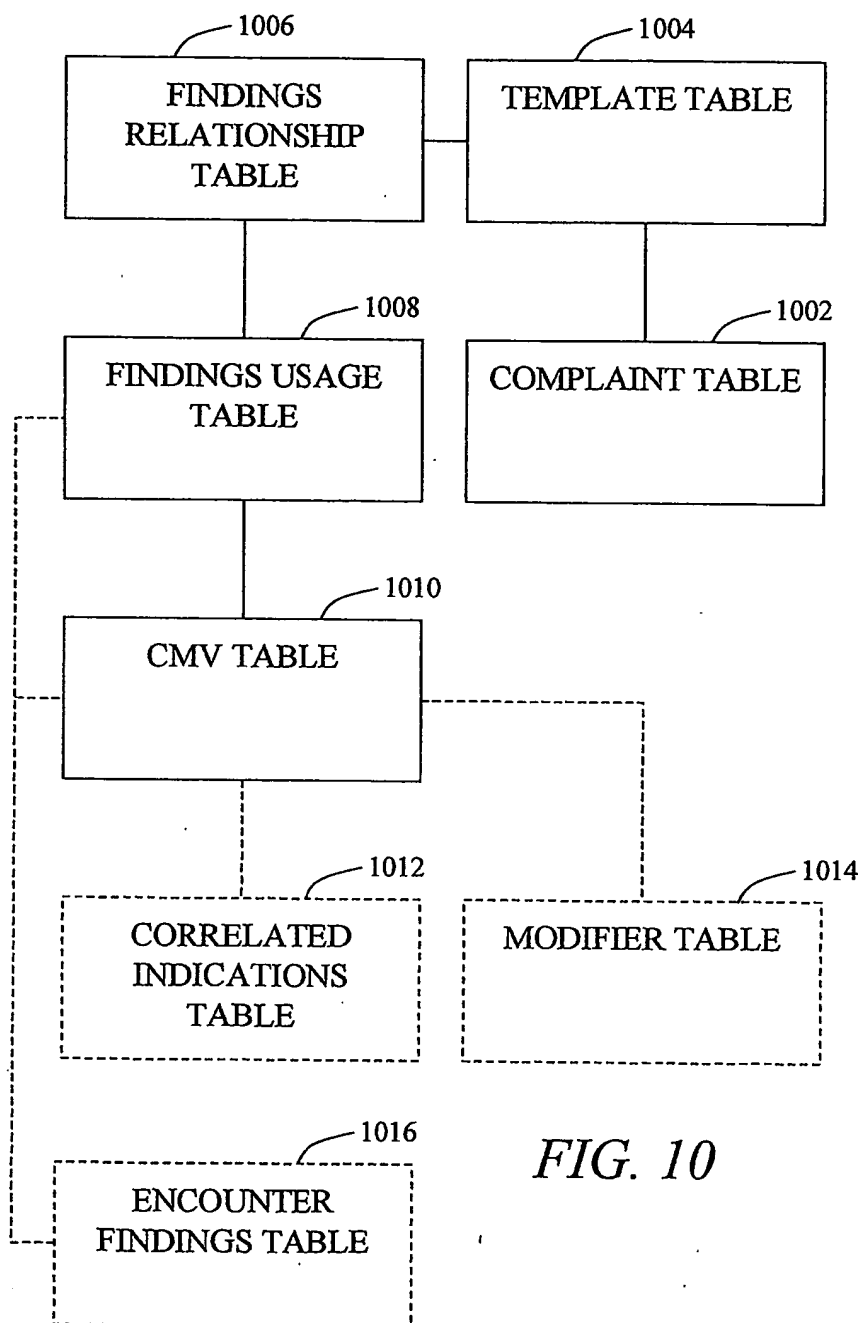 1006
FINDINGS
RELATIONSHIP
TABLE
1004
TEMPLATE TABLE
1008
FINDINGS USAGE
TABLE
1002
COMPLAINT TABLE
1010
CMV TABLE
1012
CORRELATED
INDICATIONS
TABLE
1014
MODIFIER TABLE
1016
ENCOUNTER
FINDINGS TABLE
FIG. 10